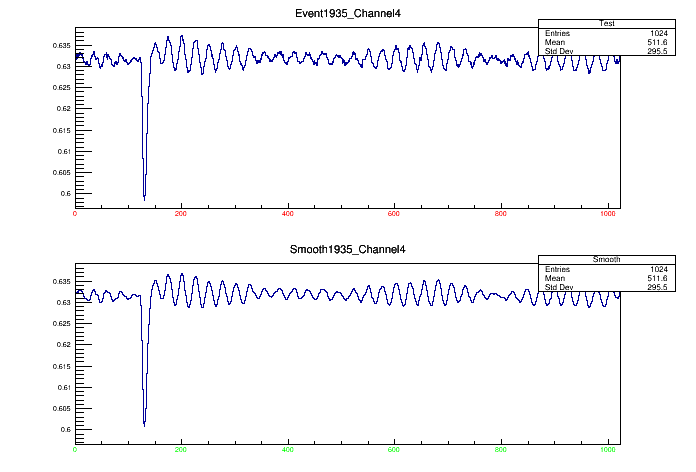 Event1935_Channel4
Test
Entries 1024
Mean 511.6
Std Dev 295.5
0.635
0.63
0.625
0.62
0.615
0.61
0.605
0.6
0 200 400 600 800 1000
Smooth1935_Channel4
Smooth
Entries 1024
Mean 511.6
Std Dev 295.5
0.635
0.63
0.625
0.62
0.615
0.61
0.605
0.6
0 200 400 600 800 1000